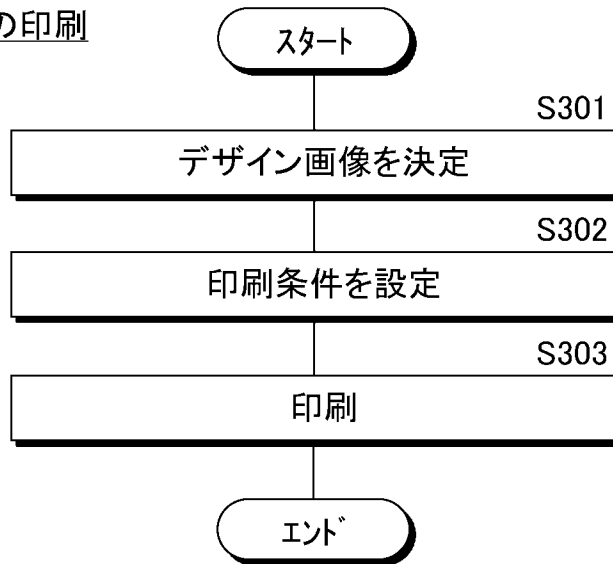 の印刷
スタート
S301
デザイン画像を決定
S302
印刷条件を設定
S303
印刷
エンド